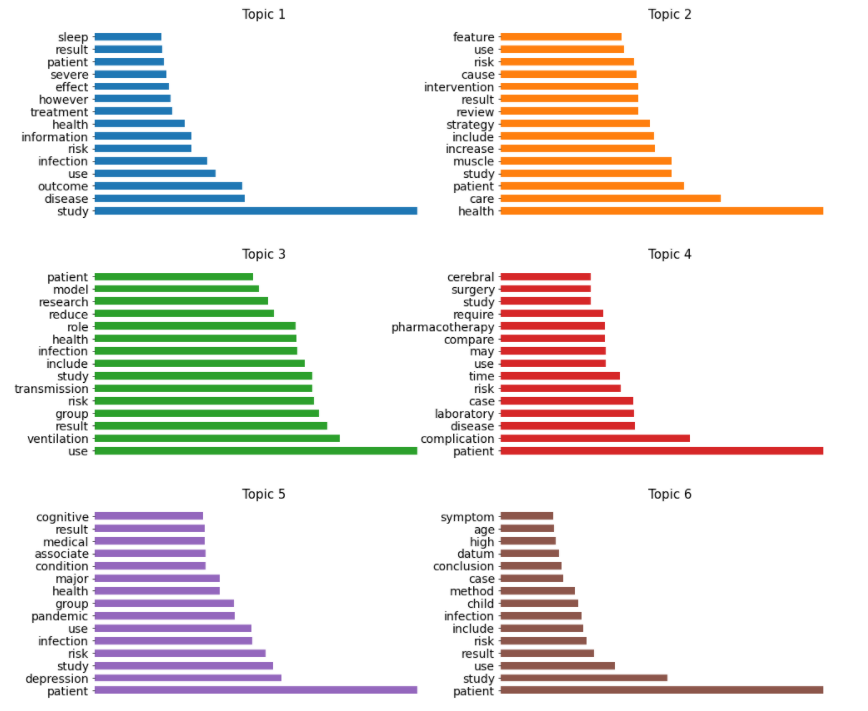 Topic 1
sleep
result
patient
severe
effect
however
treatment
health
information
risk
infection
use
outcome
disease
study
Topic 2
feature
use
risk
cause
intervention
result
review
strategy
include
increase
muscle
study
patient
care
health
Topic 3
patient
model
research
reduce
role
health
infection
include
study
transmission
risk
group
result
ventilation
use
Topic 4
cerebral
surgery
study
require
pharmacotherapy
compare
may
use
time
risk
case
laboratory
disease
complication
patient
Topic 5
cognitive
result
medical
associate
condition
major
health
group
pandemic
use
infection
risk
study
depression
patient
Topic 6
symptom
age
high
datum
conclusion
case
method
child
infection
include
risk
result
use
study
patient